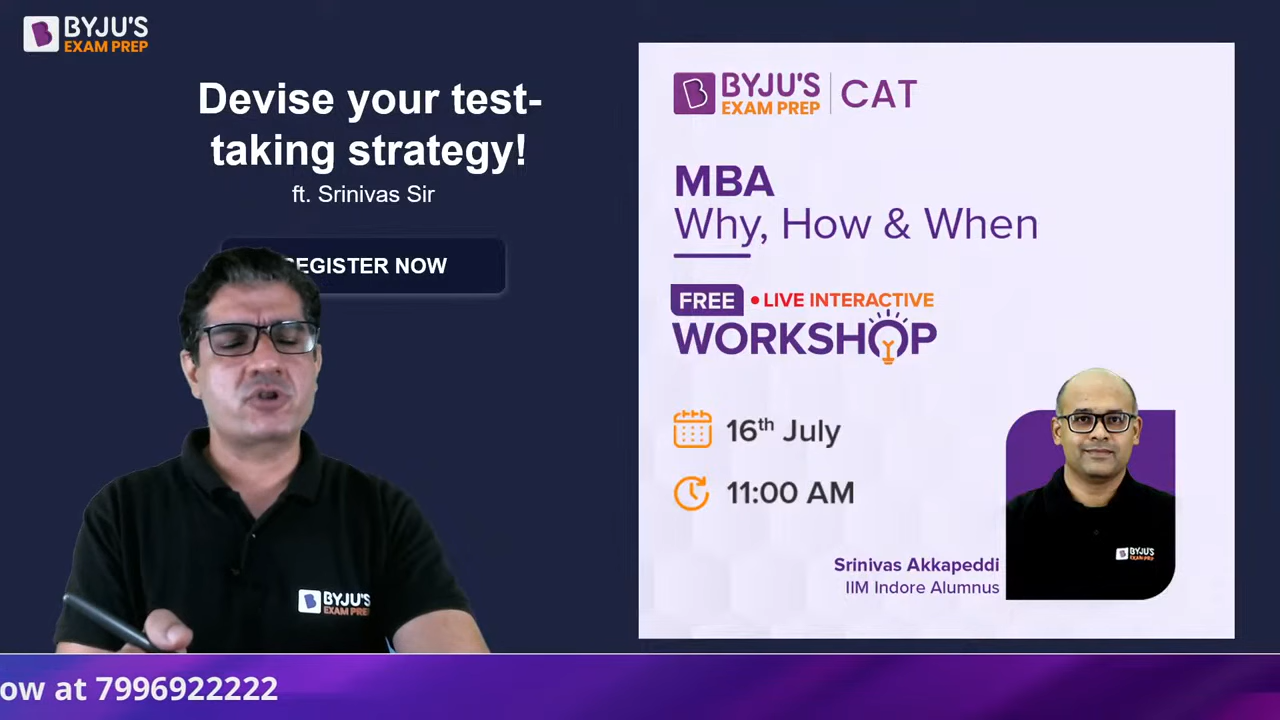 BYJU'S
EXAM PREP
Devise your test-
taking strategy!
ft. Srinivas Sir
REGISTER NOW
BYJU'S
EXAM PREP
CAT
MBA
Why, How & When
FREE
• LIVE INTERACTIVE
WORKSHOP
16th July
11:00 AM
Srinivas Akkapeddi
IIM Indore Alumnus
BYJU'S
EXAM PREP
BYJU'S
EXAM PREP
ow at 7996922222